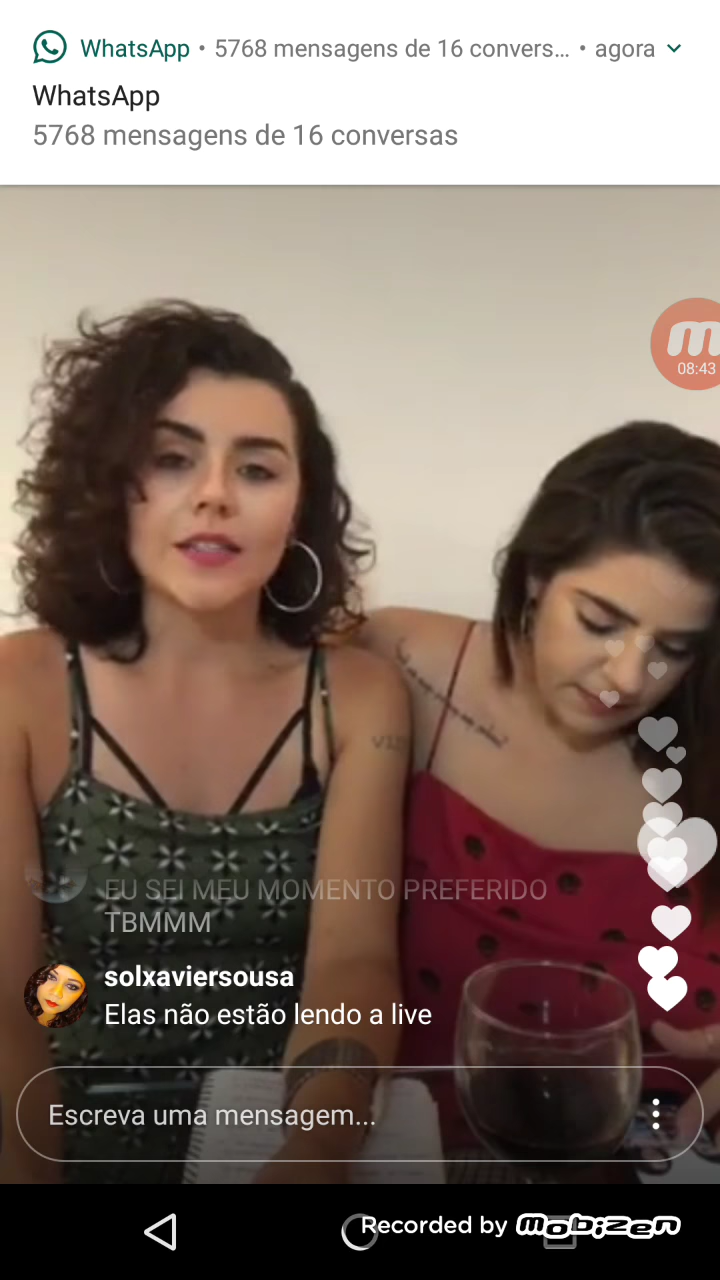 WhatsApp • 5768 mensagens de 16 convers... • agora
WhatsApp
5768 mensagens de 16 conversas
m
08:43
EU SEI MEU MOMENTO PREFERIDO
TBMMM
solxaviersousa
Elas não estão lendo a live
Escreva uma mensagem...
Recorded by mobizen